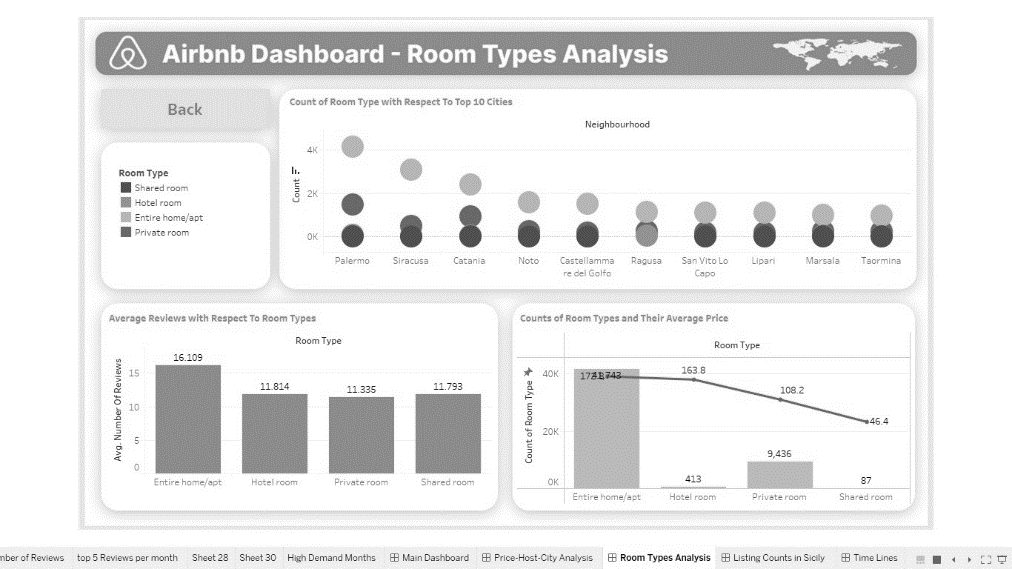 Airbnb Dashboard - Room Types Analysis
Back
Room Type
Shared room
Hotel room
Entire home/apt
Private room
Count of Room Type with Respect To Top 10 Cities
Neighbourhood
Count
4K
2K
0K
Palermo
Siracusa
Catania
Noto
Castellamma
re del Golfo
Ragusa
San Vito Lo
Capo
Lipari
Marsala
Taormina
Average Reviews with Respect To Room Types
Room Type
Avg. Number Of Reviews
15
10
5
0
16.109
11.814
11.335
11.793
Entire home/apt
Hotel room
Private room
Shared room
Counts of Room Types and Their Average Price
Room Type
Count of Room Type
40K
20K
0K
41,743
163.8
108.2
46.4
413
9,436
87
Entire home/apt
Hotel room
Private room
Shared room
mber of Reviews
top 5 Reviews per month
Sheet 28
Sheet 30
High Demand Months
Main Dashboard
Price-Host-City Analysis
Room Types Analysis
Listing Counts in Sicily
Time Lines